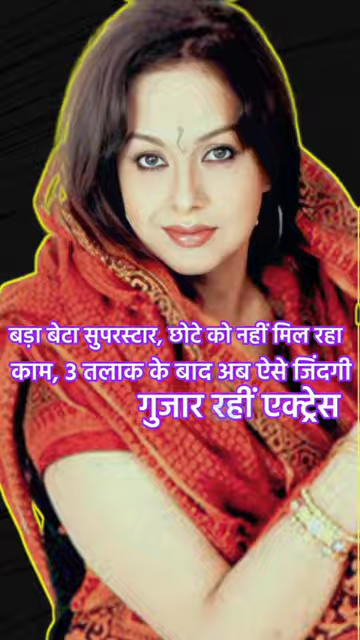 बड़ा बेटा सुपरस्टार, छोटे को नहीं मिल रहा
काम, 3 तलाक के बाद अब ऐसे जिंदगी
गुजार रहीं एक्ट्रेस